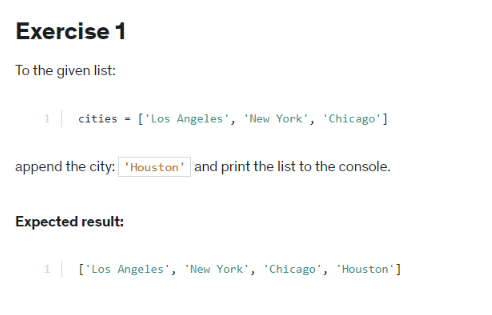 Exercise 1
To the given list:
1 cities = ['Los Angeles', 'New York', 'Chicago']
append the city: 'Houston' and print the list to the console.
Expected result:
1 ['Los Angeles', 'New York', 'Chicago', 'Houston']